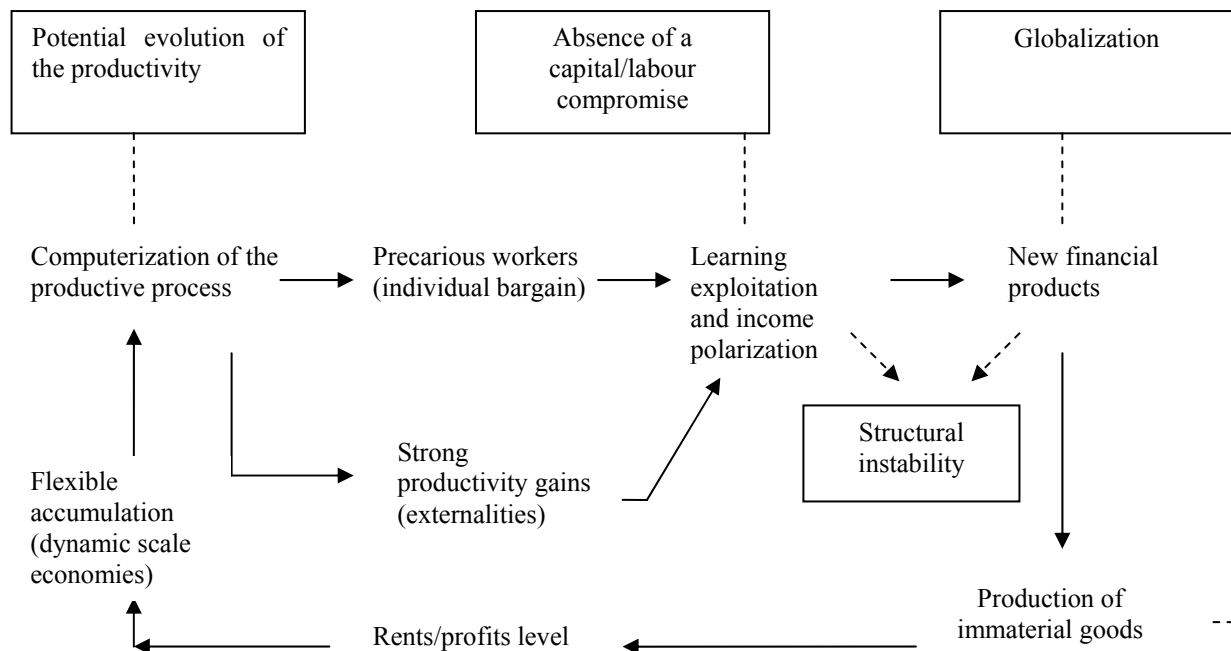 Potential evolution of
the productivity
Absence of a
capital/labour
compromise
Globalization
Computerization of the
productive process
Precarious workers
(individual bargain)
Learning
exploitation
and income
polarization
New financial
products
Structural
instability
Strong
productivity gains
(externalities)
Flexible
accumulation
(dynamic scale
economies)
Production of
immaterial goods
Rents/profits level